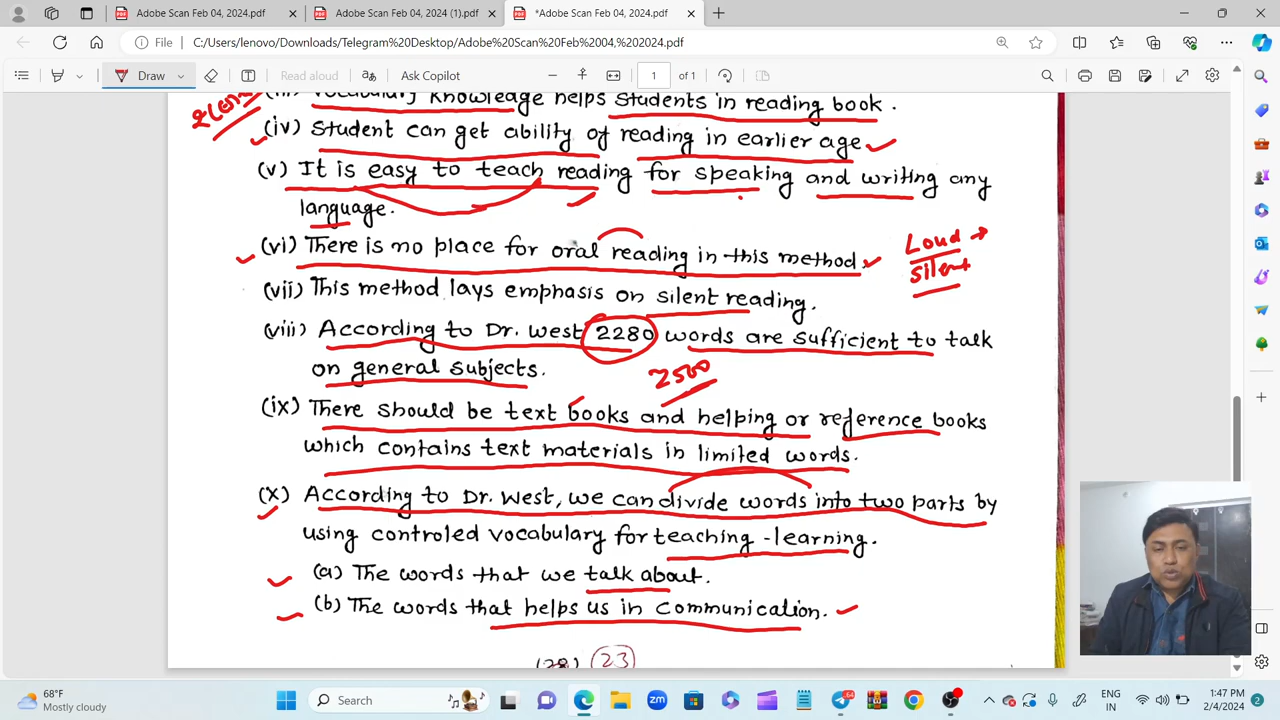 Adobe Scan Feb 04, 2024.pdf
Adobe Scan Feb 04, 2024 (1).pdf
*Adobe Scan Feb 04, 2024.pdf
File
C:/Users/lenovo/Downloads/Telegram%20Desktop/Adobe%20Scan%20Feb%2004,%202024.pdf
Draw
Read aloud
Ask Copilot
1
of 1
(iii) Vocabulary knowledge helps students in reading book.
(iv) Student can get ability of reading in earlier age
(v) It is easy to teach reading for speaking and writing any
language.
(vi) There is no place for oral reading in this method
Loud
Silent
(vii) This method lays emphasis on silent reading.
(viii) According to Dr. West 2280 words are sufficient to talk
on general subjects.
2500
(ix) There should be text books and helping or reference books
which contains text materials in limited words.
(x) According to Dr. West, we can divide words into two parts by
using controled vocabulary for teaching-learning.
(a) The words that we talk about.
(b) The words that helps us in communication.
(28) (23)
68°F
Mostly cloudy
Search
zm
64
ENG
IN
1:47 PM
2/4/2024
2